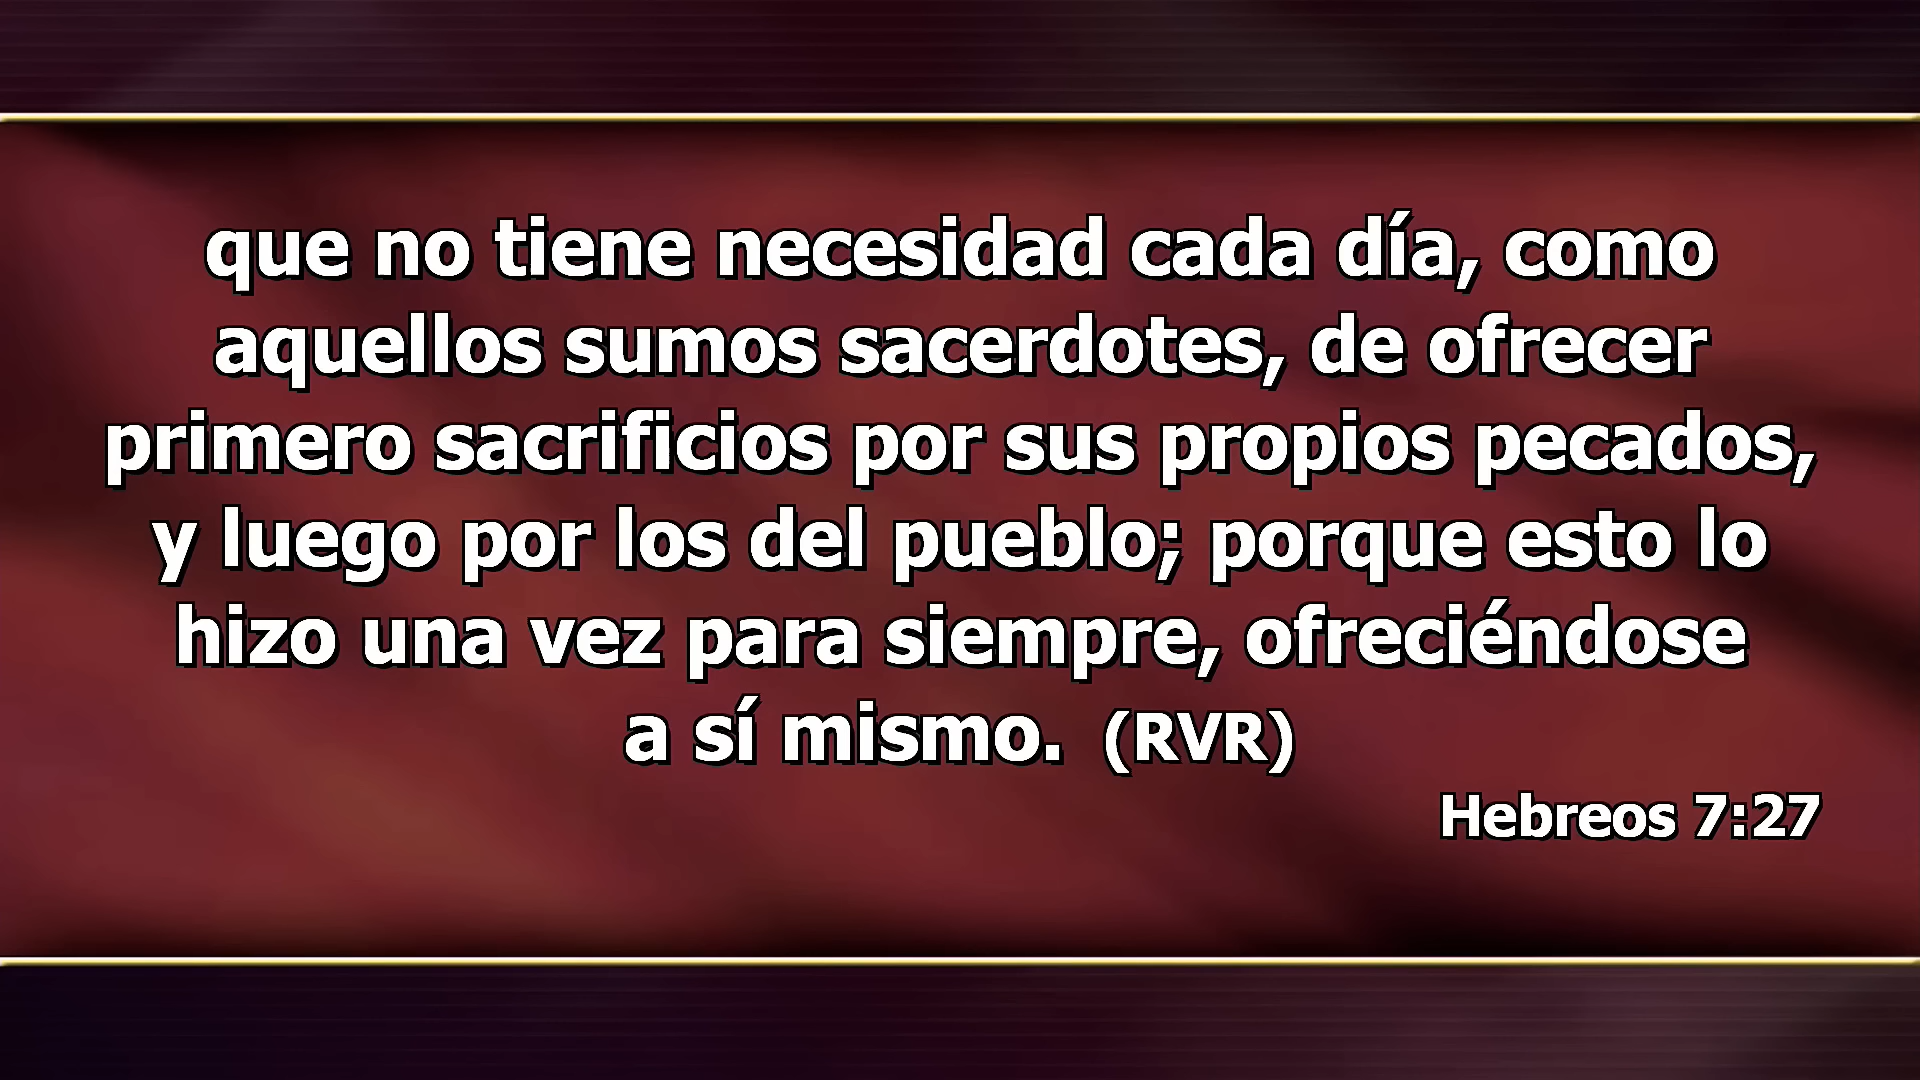 que no tiene necesidad cada día, como
aquellos sumos sacerdotes, de ofrecer
primero sacrificios por sus propios pecados,
y luego por los del pueblo; porque esto lo
hizo una vez para siempre, ofreciéndose
a sí mismo. (RVR)
Hebreos 7:27